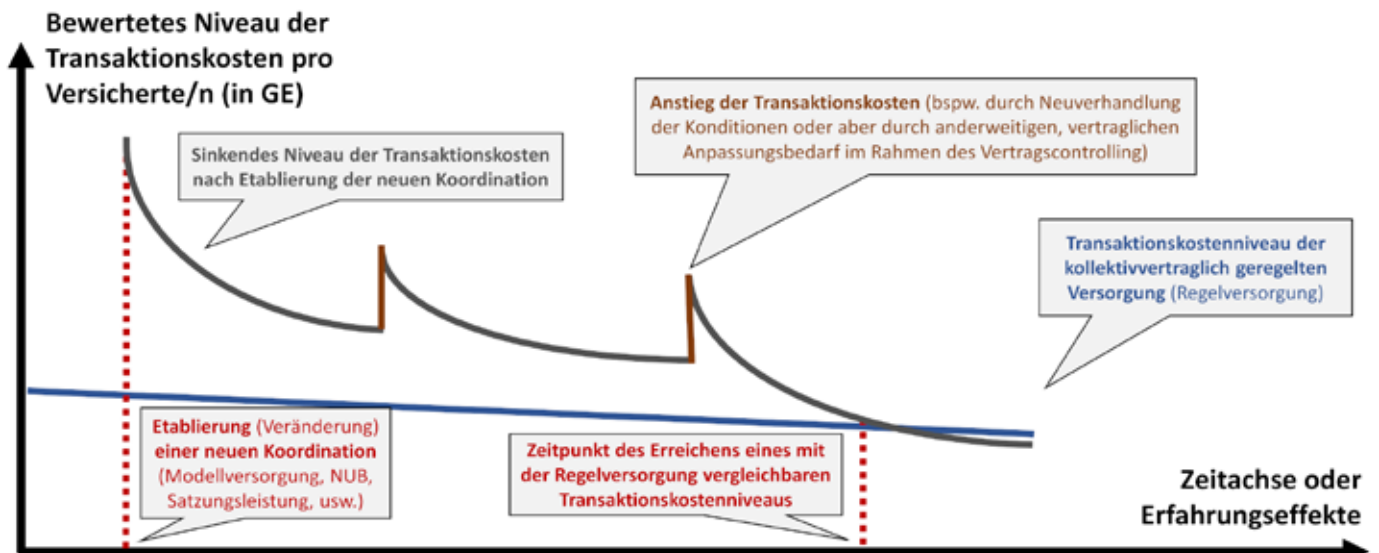 Bewertetes Niveau der
Transaktionskosten pro
Versicherte/n (in GE)
Sinkendes Niveau der Transaktionskosten
nach Etablierung der neuen Koordination
Anstieg der Transaktionskosten (bspw. durch Neuverhandlung
der Konditionen oder aber durch anderweitigen, vertraglichen
Anpassungsbedarf im Rahmen des Vertragscontrolling)
Transaktionskostenniveau der
kollektivvertraglich geregelten
Versorgung (Regelversorgung)
Etablierung (Veränderung)
einer neuen Koordination
(Modellversorgung, NUB,
Satzungsleistung, usw.)
Zeitpunkt des Erreichens eines mit
der Regelversorgung vergleichbaren
Transaktionskostenniveaus
Zeitachse oder
Erfahrungseffekte